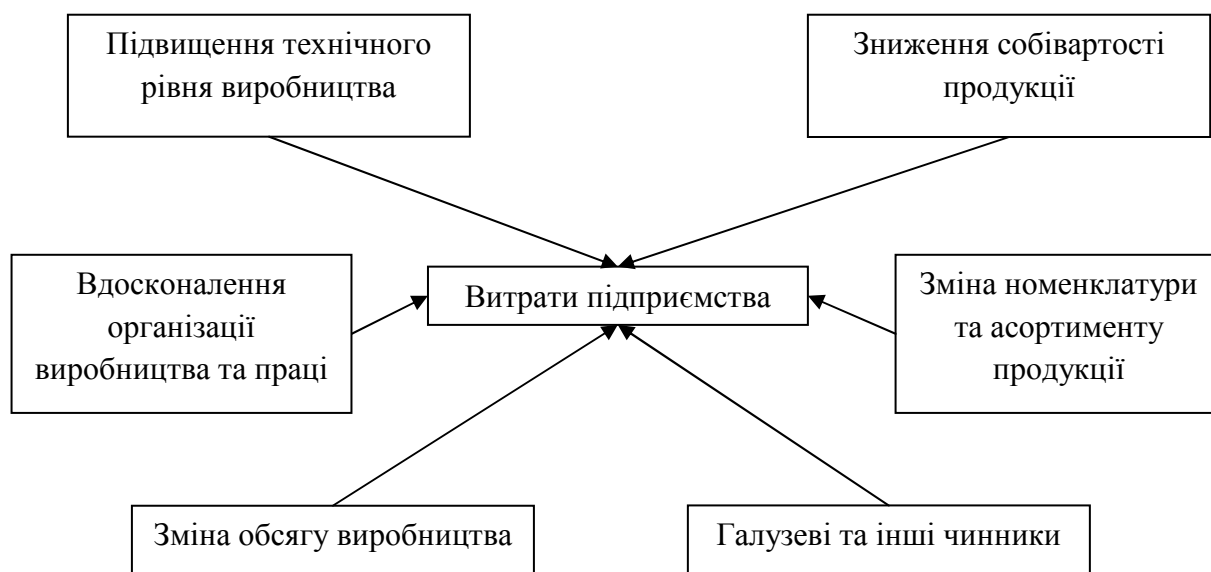 Підвищення технічного
рівня виробництва
Зниження собівартості
продукції
Вдосконалення
організації
виробництва та праці
Витрати підприємства
Зміна номенклатури
та асортименту
продукції
Зміна обсягу виробництва
Галузеві та інші чинники